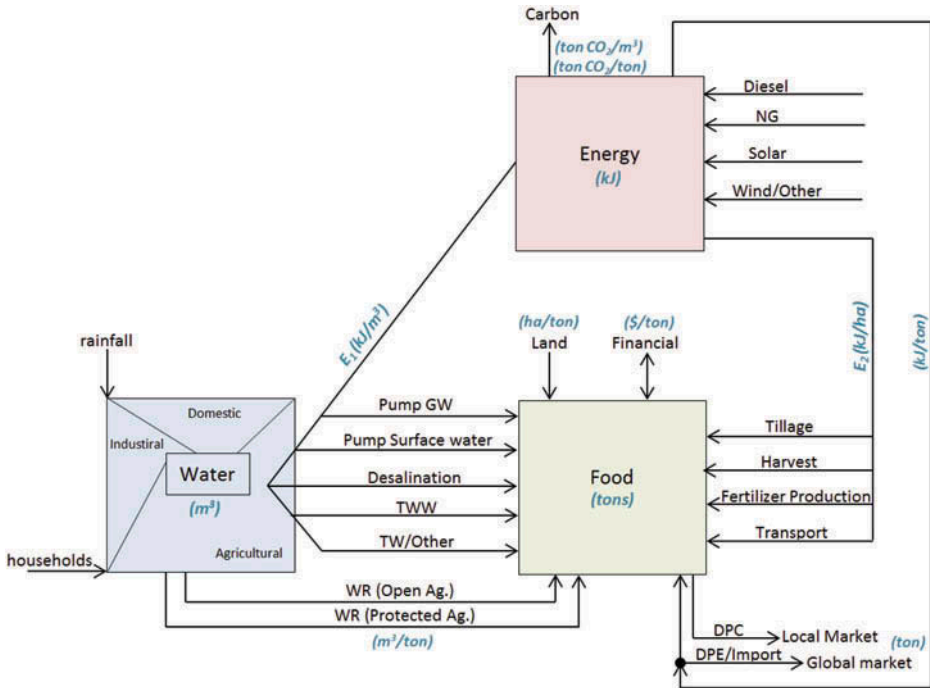 Carbon
(ton CO₂/m³)
(ton CO₂/ton)
Diesel
NG
Energy
(kJ)
Solar
Wind/Other
E₁ (kJ/m³)
E₂ (kJ/ha)
(kJ/ton)
(ha/ton)
Land
($/ton)
Financial
rainfall
Domestic
Industiral
Water
(m³)
Agricultural
households
Pump GW
Pump Surface water
Desalination
TWW
TW/Other
Food
(tons)
Tillage
Harvest
Fertilizer Production
Transport
WR (Open Ag.)
WR (Protected Ag.)
(m³/ton)
DPC
Local Market
(ton)
DPE/Import
Global market